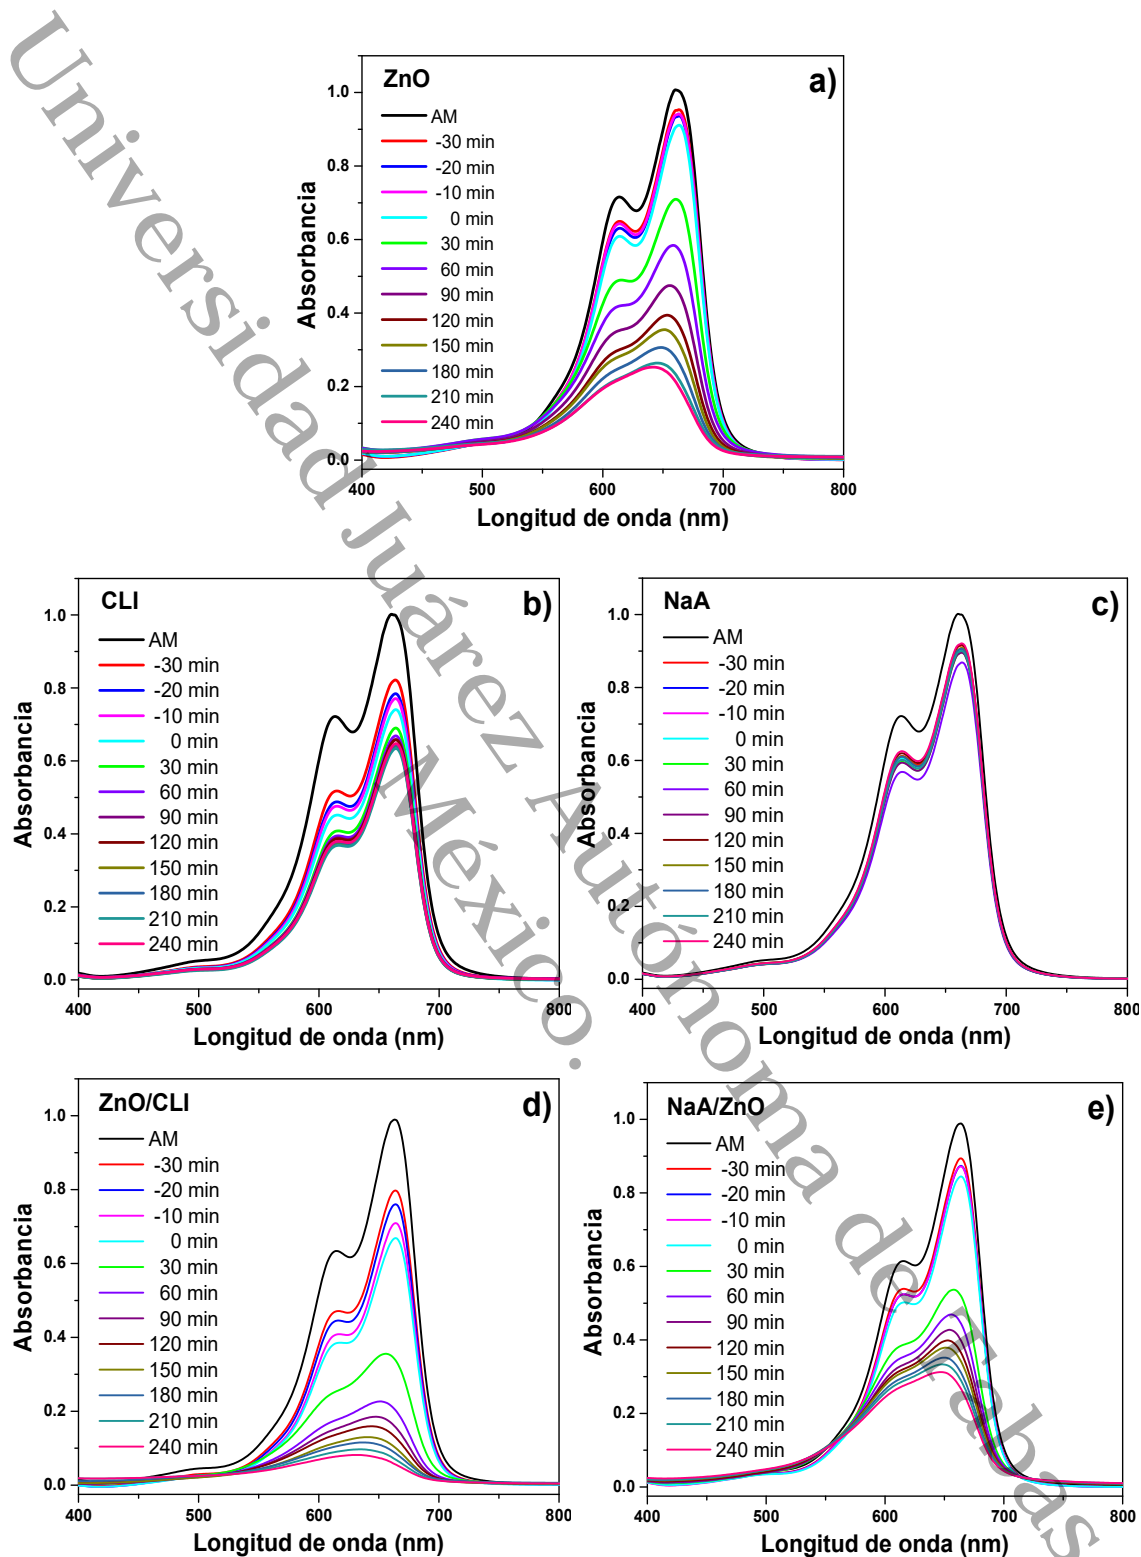 Universidad Juárez Autónoma de Tabas
México.
ZnO
a)
AM
-30 min
-20 min
-10 min
0 min
30 min
60 min
90 min
120 min
150 min
180 min
210 min
240 min
Absorbancia
1.0
0.8
0.6
0.4
0.2
0.0
400 500 600 700 800
Longitud de onda (nm)
CLI
b)
AM
-30 min
-20 min
-10 min
0 min
30 min
60 min
90 min
120 min
150 min
180 min
210 min
240 min
Absorbancia
1.0
0.8
0.6
0.4
0.2
0.0
400 500 600 700 800
Longitud de onda (nm)
NaA
c)
AM
-30 min
-20 min
-10 min
0 min
30 min
60 min
90 min
120 min
150 min
180 min
210 min
240 min
Absorbancia
1.0
0.8
0.6
0.4
0.2
0.0
400 500 600 700 800
Longitud de onda (nm)
ZnO/CLI
d)
AM
-30 min
-20 min
-10 min
0 min
30 min
60 min
90 min
120 min
150 min
180 min
210 min
240 min
Absorbancia
1.0
0.8
0.6
0.4
0.2
0.0
400 500 600 700 800
Longitud de onda (nm)
NaA/ZnO
e)
AM
-30 min
-20 min
-10 min
0 min
30 min
60 min
90 min
120 min
150 min
180 min
210 min
240 min
Absorbancia
1.0
0.8
0.6
0.4
0.2
0.0
400 500 600 700 800
Longitud de onda (nm)